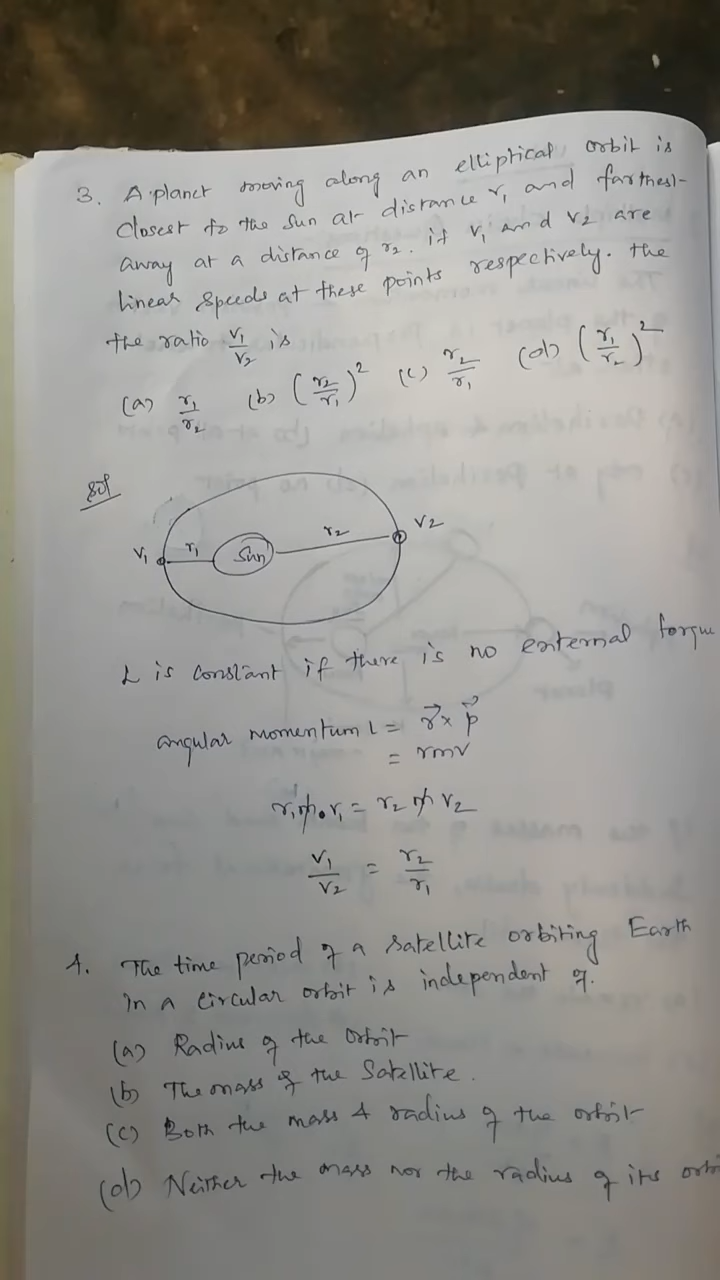 3. A planet moving along an elliptical orbit is
closest to the sun at distance r₁ and farthest
away at a distance of r₂. if v₁ and v₂ are
linear speeds at these points respectively. the
the ratio v₁/v₂ is
(a) r₁/r₂ (b) (r₂/r₁)² (c) r₂/r₁ (d) (r₁/r₂)²
Sol
v₁ r₁ Sun r₂ v₂
L is constant if there is no external torque
angular momentum L = r⃗ × p⃗
= rmv
r₁m.v₁ = r₂ m v₂
v₁/v₂ = r₂/r₁
4. The time period of a satellite orbiting Earth
in a circular orbit is independent of.
(a) Radius of the orbit
(b) The mass of the Satellite.
(c) Both the mass & radius of the orbit
(d) Neither the mass nor the radius of its